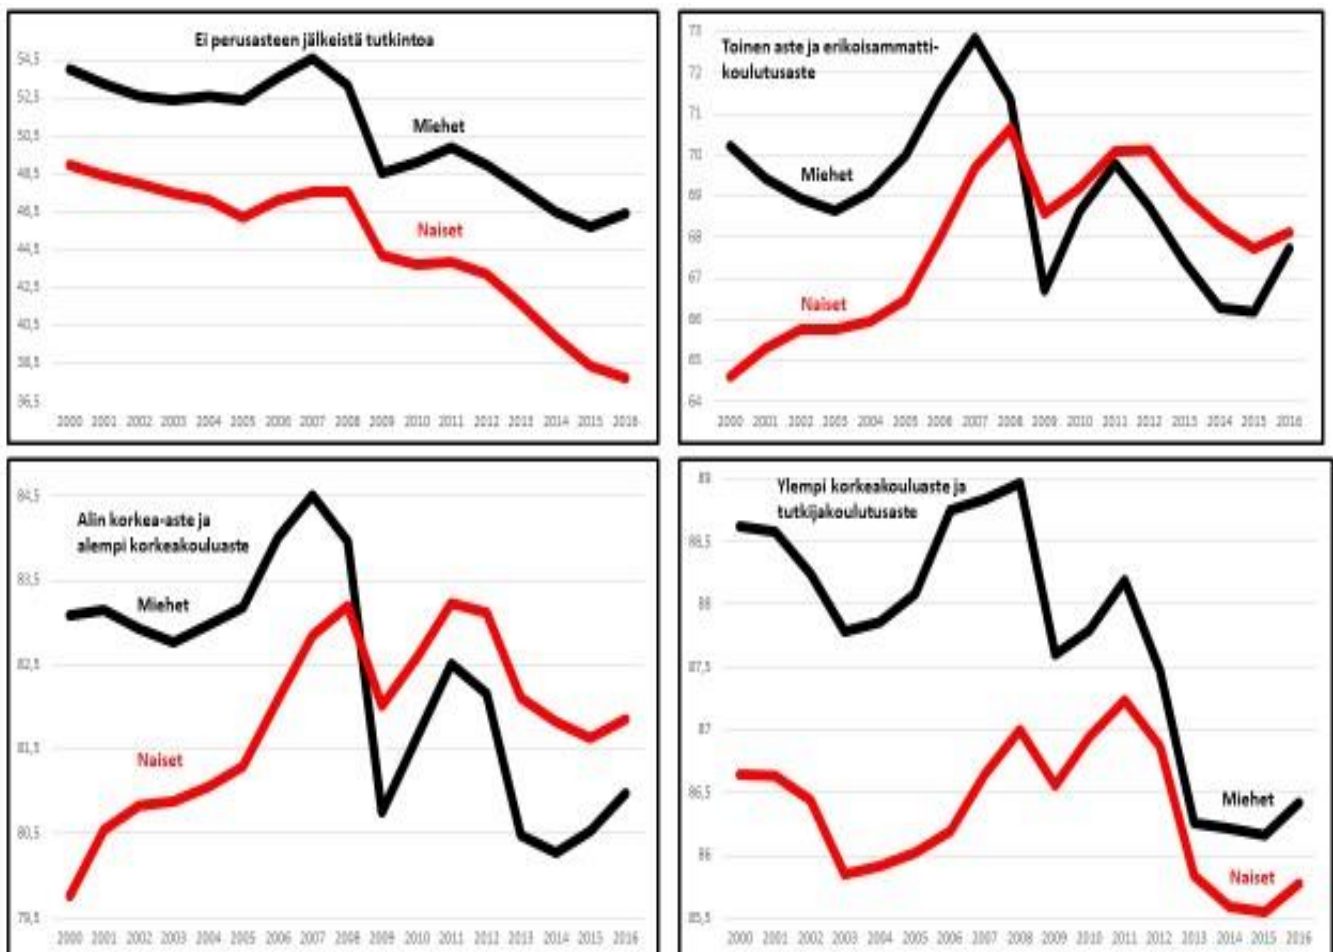 Ei perusasteen jälkeistä tutkintoa
54,5
52,5
50,5
48,5
46,5
44,5
42,5
40,5
38,5
36,5
Miehet
Naiset
2000 2001 2002 2003 2004 2005 2006 2007 2008 2009 2010 2011 2012 2013 2014 2015 2016
Toinen aste ja erikoisammatti-
koulutusaste
73
72
71
70
69
68
67
66
65
64
Miehet
Naiset
2000 2001 2002 2003 2004 2005 2006 2007 2008 2009 2010 2011 2012 2013 2014 2015 2016
Alin korkea-aste ja
alempi korkeakouluaste
84,5
83,5
82,5
81,5
80,5
79,5
Miehet
Naiset
2000 2001 2002 2003 2004 2005 2006 2007 2008 2009 2010 2011 2012 2013 2014 2015 2016
Ylempi korkeakouluaste ja
tutkijakoulutusaste
89
88,5
88
87,5
87
86,5
86
85,5
Miehet
Naiset
2000 2001 2002 2003 2004 2005 2006 2007 2008 2009 2010 2011 2012 2013 2014 2015 2016